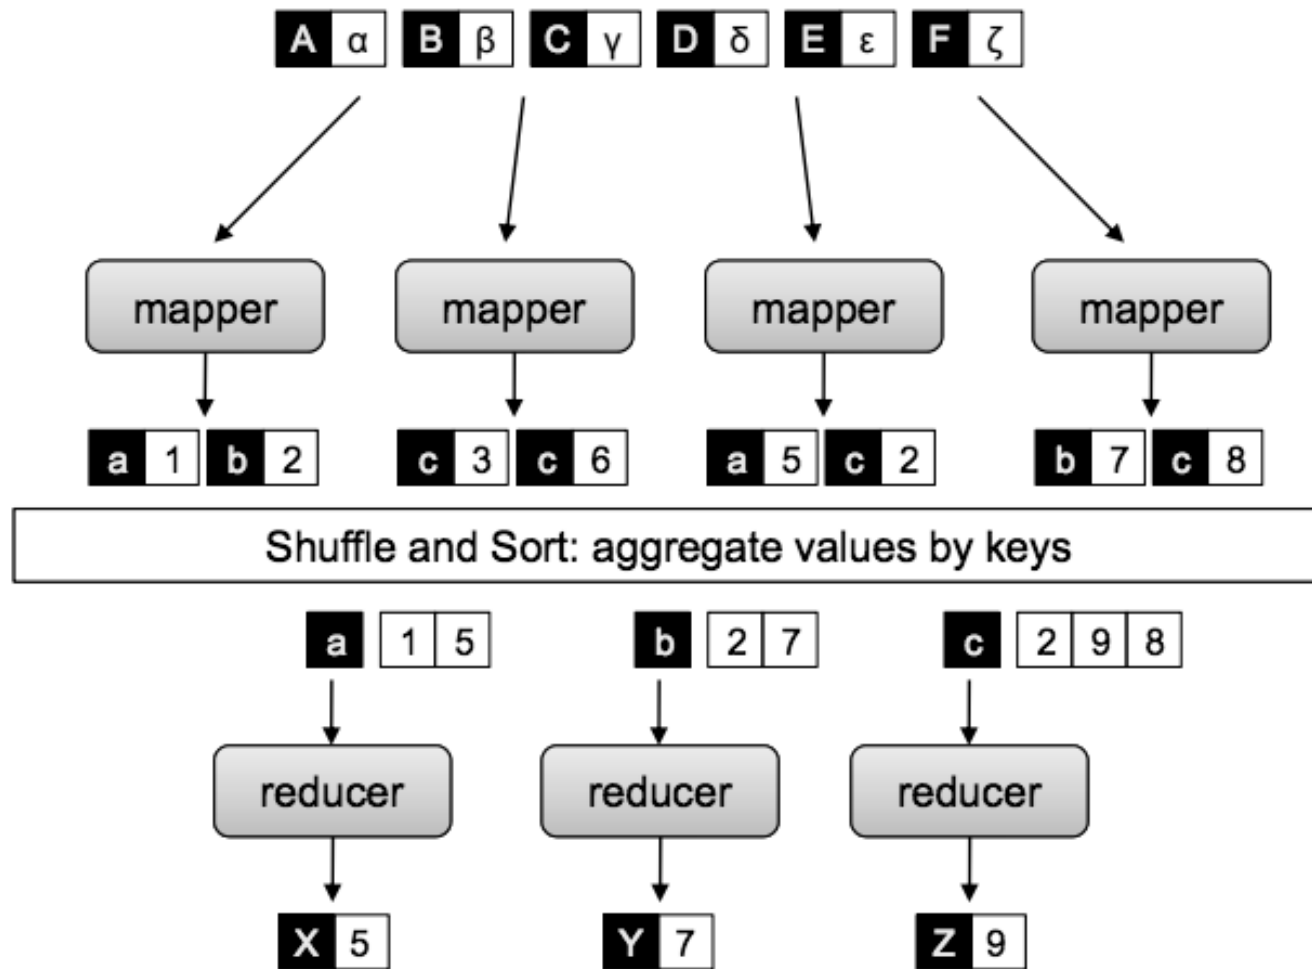 A α B β C γ D δ E ε F ζ
mapper mapper mapper mapper
a 1 b 2 c 3 c 6 a 5 c 2 b 7 c 8
Shuffle and Sort: aggregate values by keys
a 1 5 b 2 7 c 2 9 8
reducer reducer reducer
X 5 Y 7 Z 9